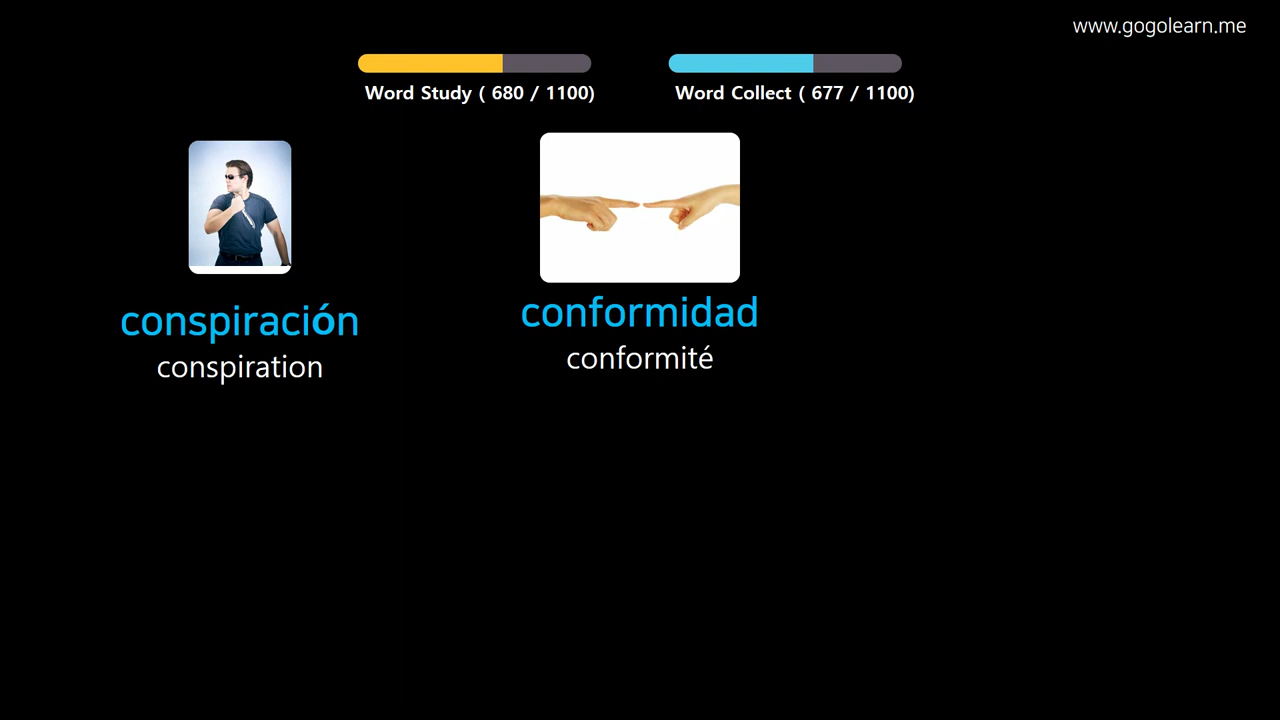 www.gogolearn.me
Word Study ( 680 / 1100)
Word Collect ( 677 / 1100)
conspiración
conspiration
conformidad
conformité